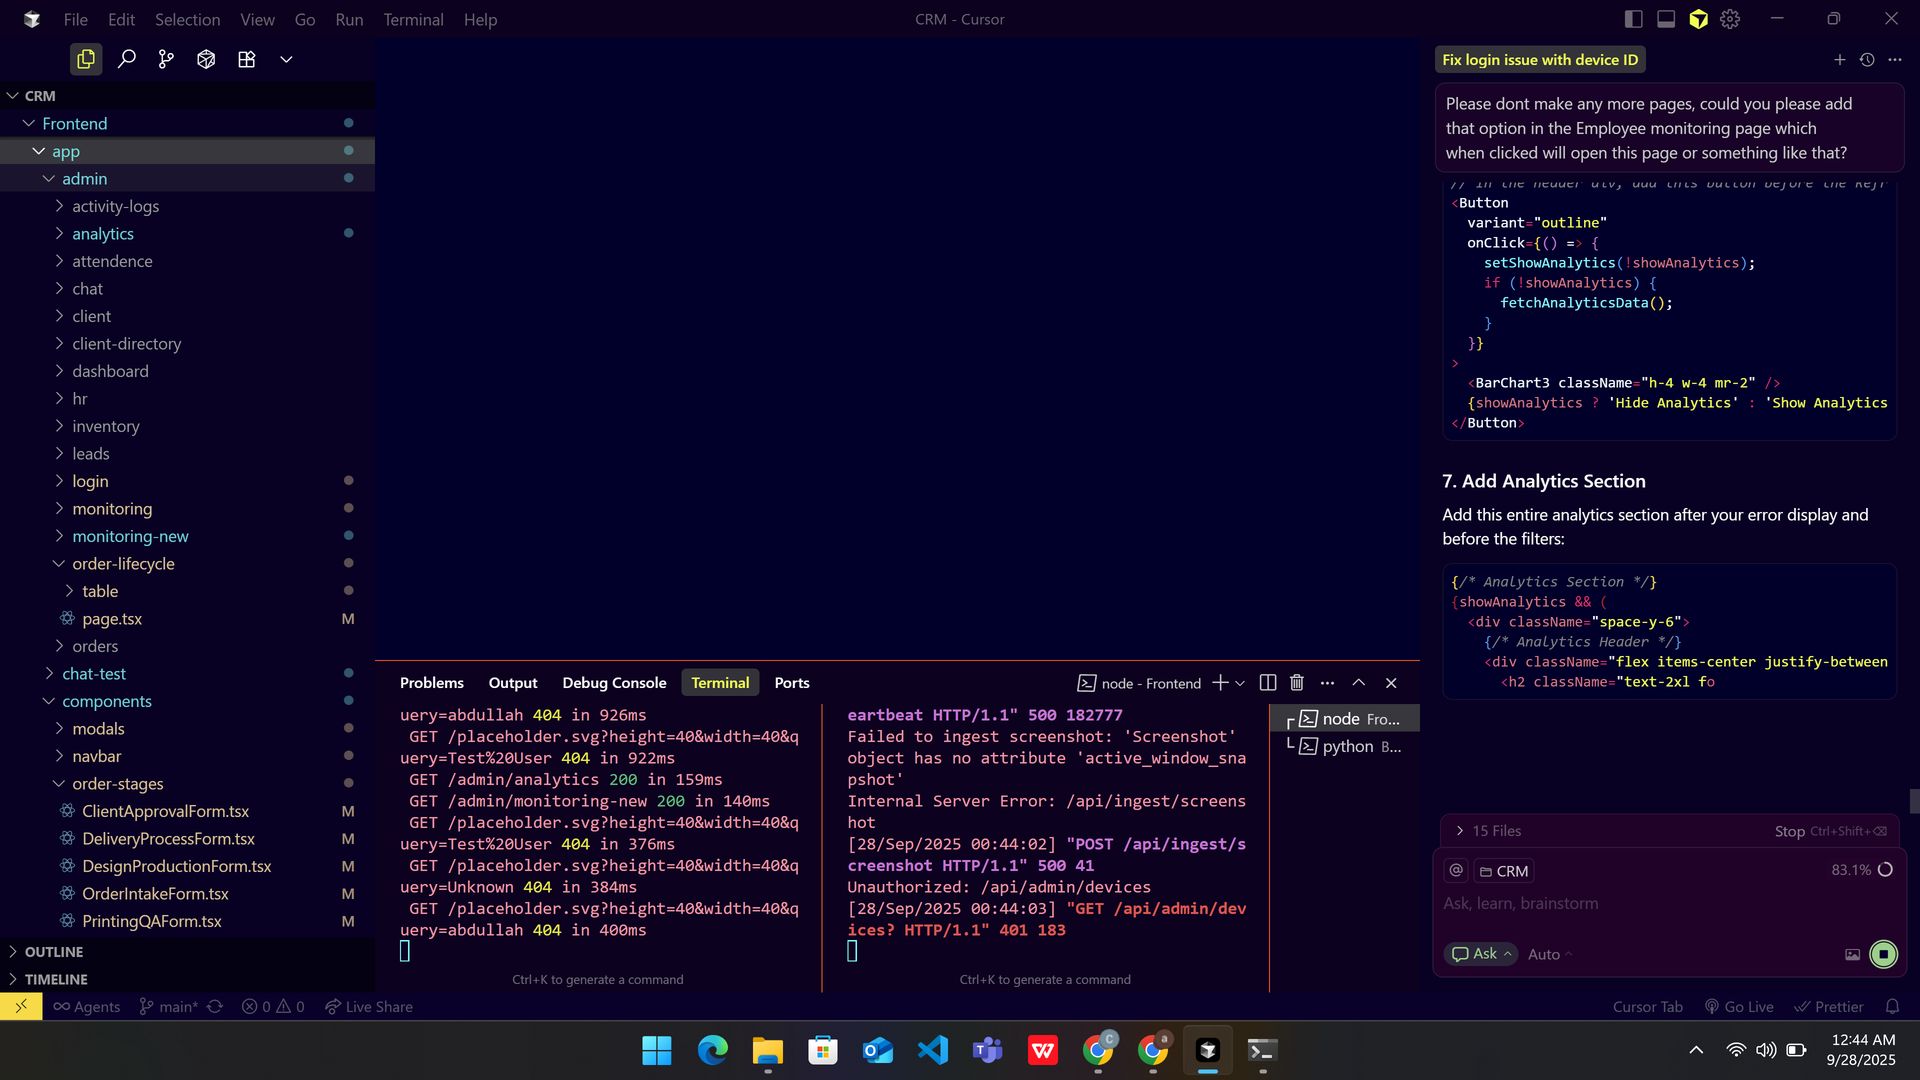 File Edit Selection View Go Run Terminal Help
CRM - Cursor
CRM
Frontend
app
admin
activity-logs
analytics
attendence
chat
client
client-directory
dashboard
hr
inventory
leads
login
monitoring
monitoring-new
order-lifecycle
table
page.tsx M
orders
chat-test
components
modals
navbar
order-stages
ClientApprovalForm.tsx M
DeliveryProcessForm.tsx M
DesignProductionForm.tsx M
OrderIntakeForm.tsx M
PrintingQAForm.tsx M
OUTLINE
TIMELINE
Problems Output Debug Console Terminal Ports
node - Frontend
uery=abdullah 404 in 926ms
GET /placeholder.svg?height=40&width=40&q
uery=Test%20User 404 in 922ms
GET /admin/analytics 200 in 159ms
GET /admin/monitoring-new 200 in 140ms
GET /placeholder.svg?height=40&width=40&q
uery=Test%20User 404 in 376ms
GET /placeholder.svg?height=40&width=40&q
uery=Unknown 404 in 384ms
GET /placeholder.svg?height=40&width=40&q
uery=abdullah 404 in 400ms
Ctrl+K to generate a command
eartbeat HTTP/1.1" 500 182777
Failed to ingest screenshot: 'Screenshot'
object has no attribute 'active_window_sna
pshot'
Internal Server Error: /api/ingest/screens
hot
[28/Sep/2025 00:44:02] "POST /api/ingest/s
creenshot HTTP/1.1" 500 41
Unauthorized: /api/admin/devices
[28/Sep/2025 00:44:03] "GET /api/admin/dev
ices? HTTP/1.1" 401 183
Ctrl+K to generate a command
node Fro...
python B...
Fix login issue with device ID
Please dont make any more pages, could you please add
that option in the Employee monitoring page which
when clicked will open this page or something like that?
// In the header div, add this button before the Refr
<Button
variant="outline"
onClick={() => {
setShowAnalytics(!showAnalytics);
if (!showAnalytics) {
fetchAnalyticsData();
}
}}
>
<BarChart3 className="h-4 w-4 mr-2" />
{showAnalytics ? 'Hide Analytics' : 'Show Analytics
</Button>
7. Add Analytics Section
Add this entire analytics section after your error display and
before the filters:
{/* Analytics Section */}
{showAnalytics && (
<div className="space-y-6">
{/* Analytics Header */}
<div className="flex items-center justify-between
<h2 className="text-2xl fo
15 Files
Stop Ctrl+Shift+⌫
@ CRM
83.1%
Ask, learn, brainstorm
Ask
Auto
Agents main* 0 0 Live Share
Cursor Tab Go Live Prettier
12:44 AM
9/28/2025